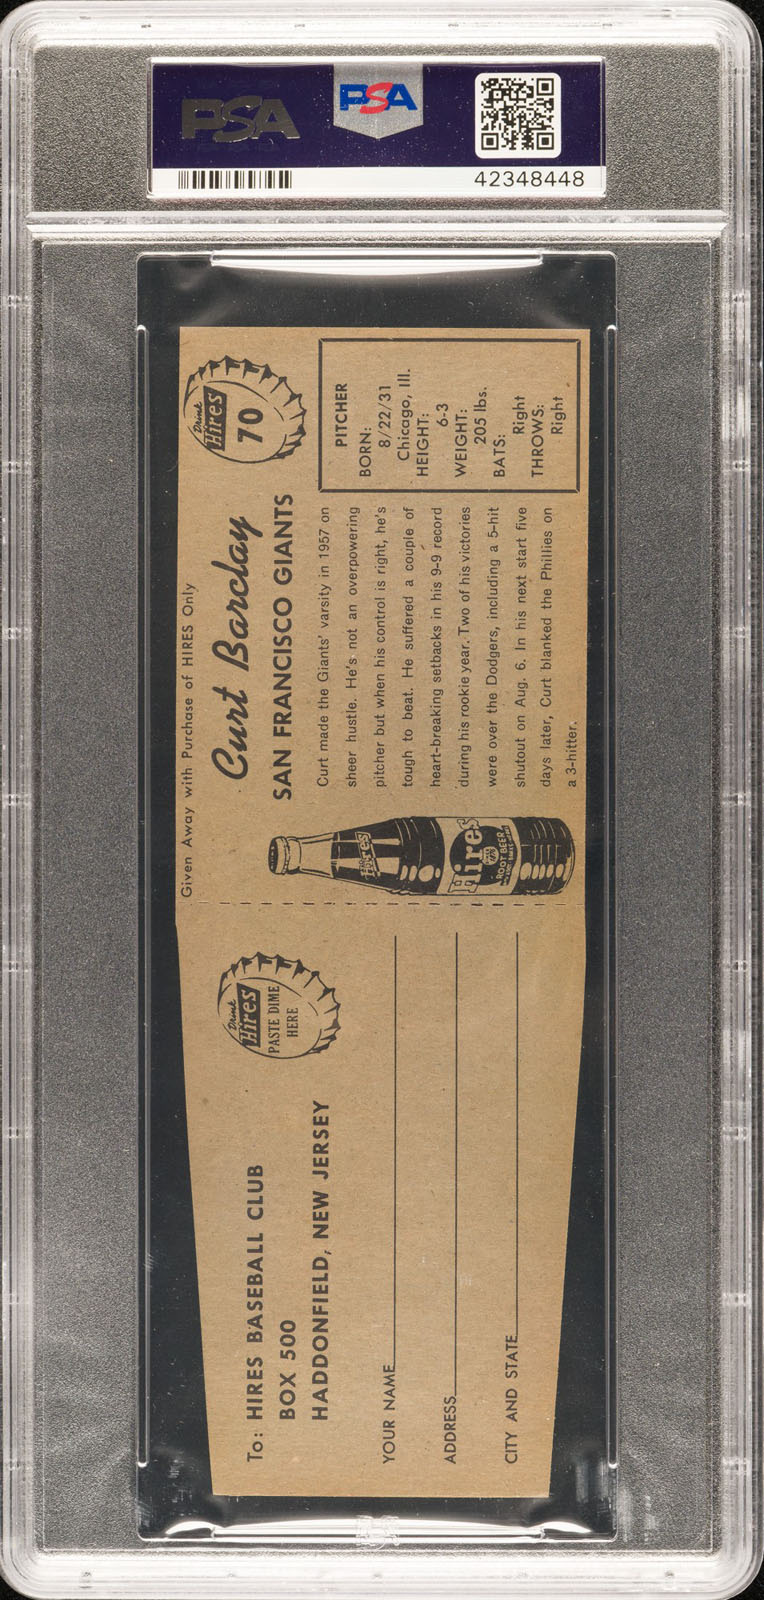 PSA
PSA
42348448
Given Away with Purchase of HIRES Only
Drink
Hires
70
Curt Barclay
SAN FRANCISCO GIANTS
Curt made the Giants' varsity in 1957 on
sheer hustle. He's not an overpowering
pitcher but when his control is right, he's
tough to beat. He suffered a couple of
heart-breaking setbacks in his 9-9 record
during his rookie year. Two of his victories
were over the Dodgers, including a 5-hit
shutout on Aug. 6. In his next start five
days later, Curt blanked the Phillies on
a 3-hitter.
PITCHER
BORN:
8/22/31
Chicago, Ill.
HEIGHT:
6-3
WEIGHT:
205 lbs.
BATS:
Right
THROWS:
Right
Hires
Hires
ROOT BEER
Drink
Hires
PASTE DIME
HERE
To: HIRES BASEBALL CLUB
BOX 500
HADDONFIELD, NEW JERSEY
YOUR NAME
ADDRESS
CITY AND STATE